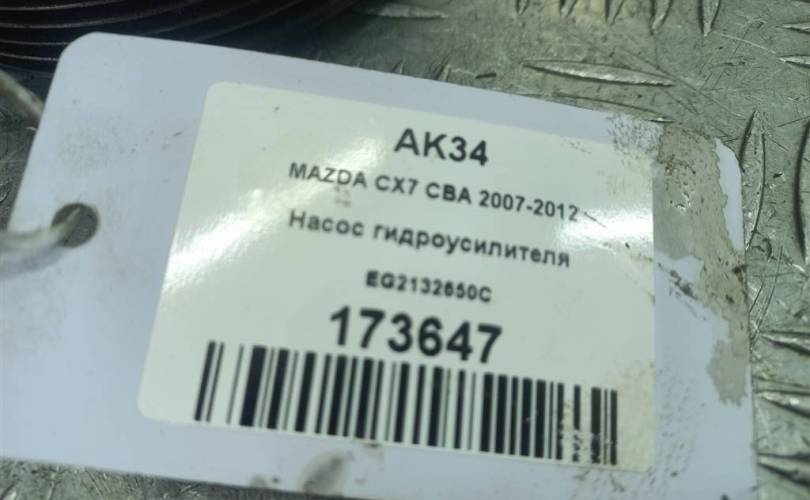 AK34
MAZDA CX7 CBA 2007-2012
Насос гидроусилителя
EG2132650C
173647